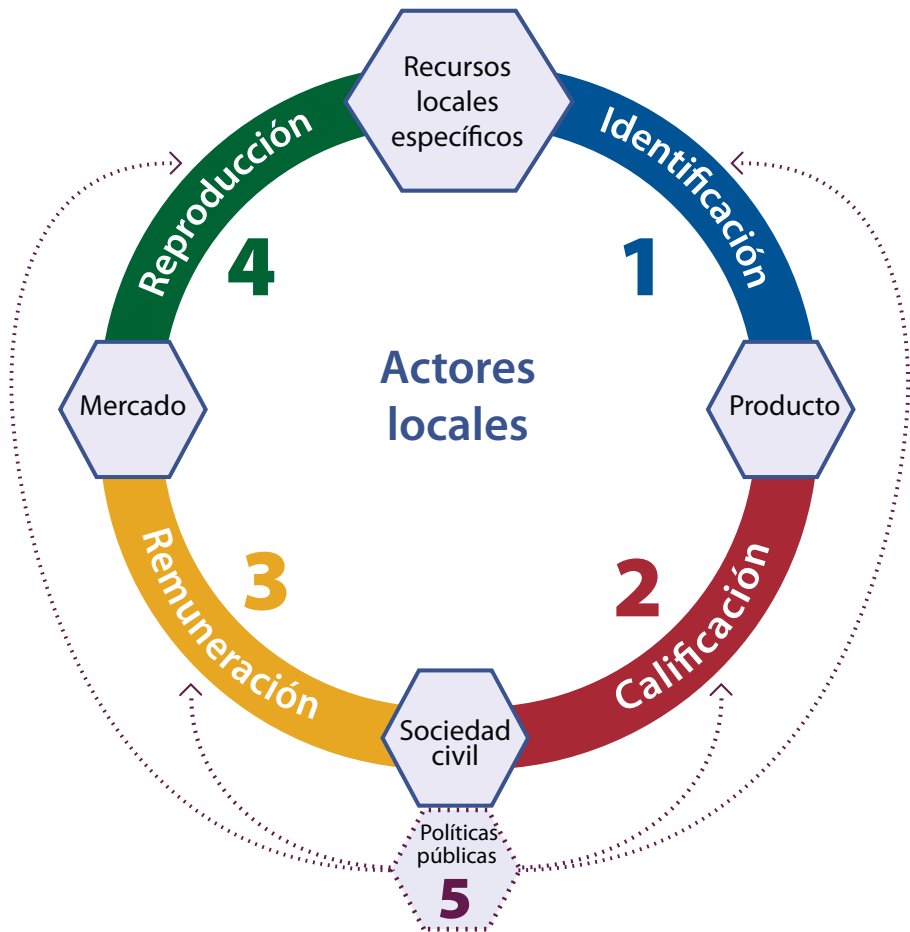 Recursos
locales
específicos
Identificación
1
Producto
Calificación
2
Sociedad
civil
Remuneración
3
Mercado
Reproducción
4
Actores
locales
Políticas
públicas
5